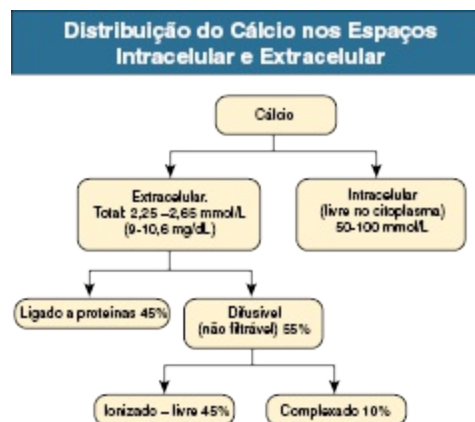 Distribuição do Cálcio nos Espaços
Intracelular e Extracelular
Cálcio
Extracelular.
Total: 2,25 –2,65 mmol/L
(9-10,6 mg/dL)
Intracelular
(livre no citoplasma)
50-100 mmol/L
Ligado a proteínas 45%
Difusível
(não filtrável) 55%
Ionizado – livre 45%
Complexado 10%